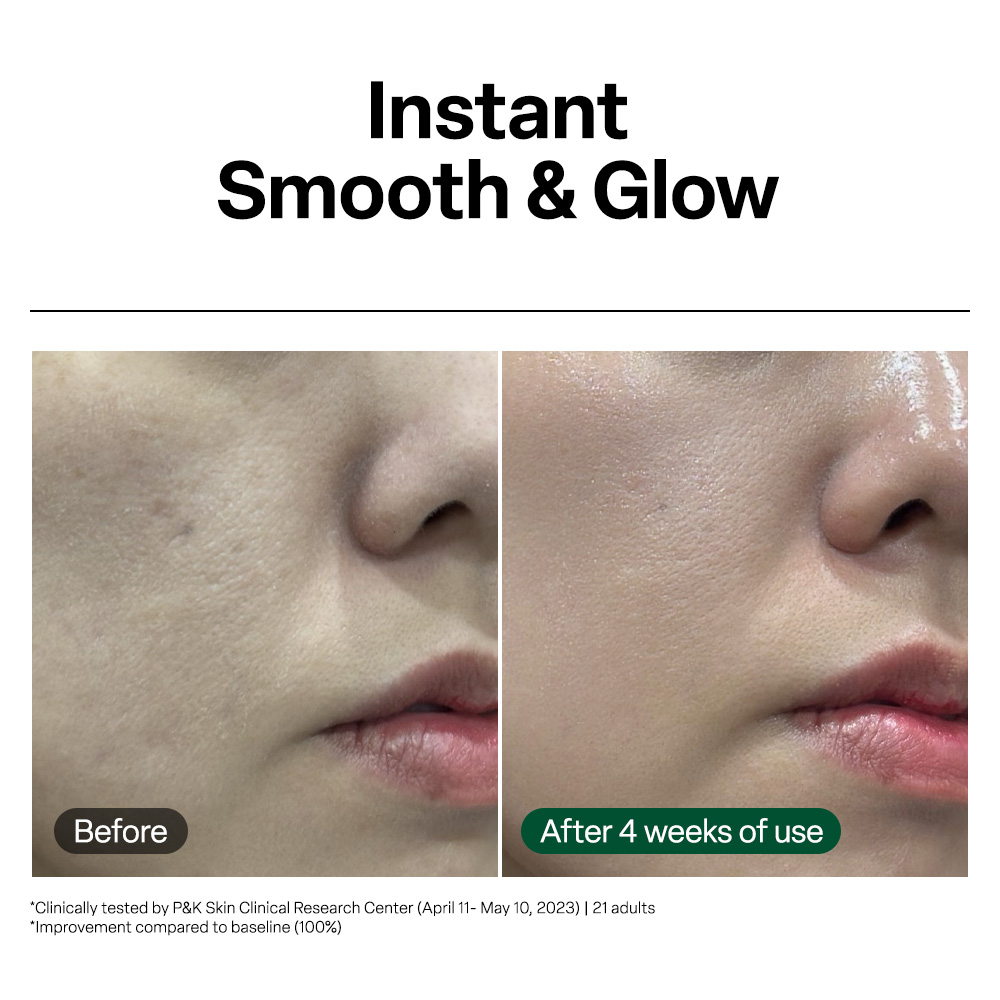 Instant
Smooth & Glow
Before
After 4 weeks of use
*Clinically tested by P&K Skin Clinical Research Center (April 11- May 10, 2023) | 21 adults
*Improvement compared to baseline (100%)